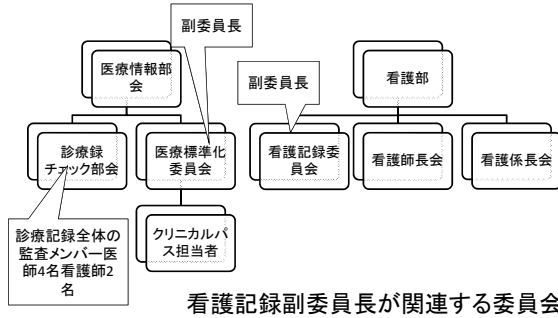 副委員長
医療情報部
会
副委員長
看護部
診療録
チェック部会
医療標準化
委員会
看護記録委
員会
看護師長会
看護係長会
診療記録全体の
監査メンバー医
師4名看護師2
名
クリニカルパ
ス担当者
看護記録副委員長が関連する委員会